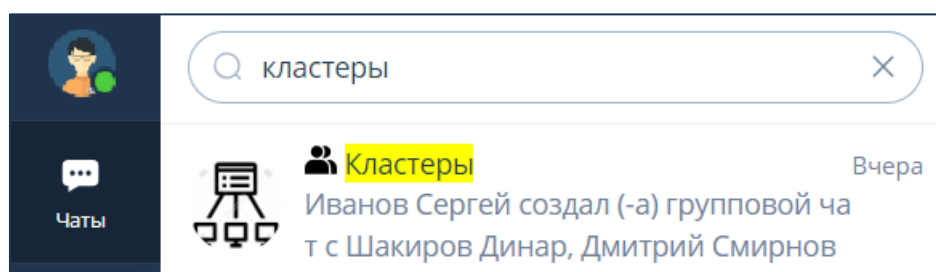 кластеры
Кластеры
Вчера
Чаты
Иванов Сергей создал (-а) групповой ча
т с Шакиров Динар, Дмитрий Смирнов